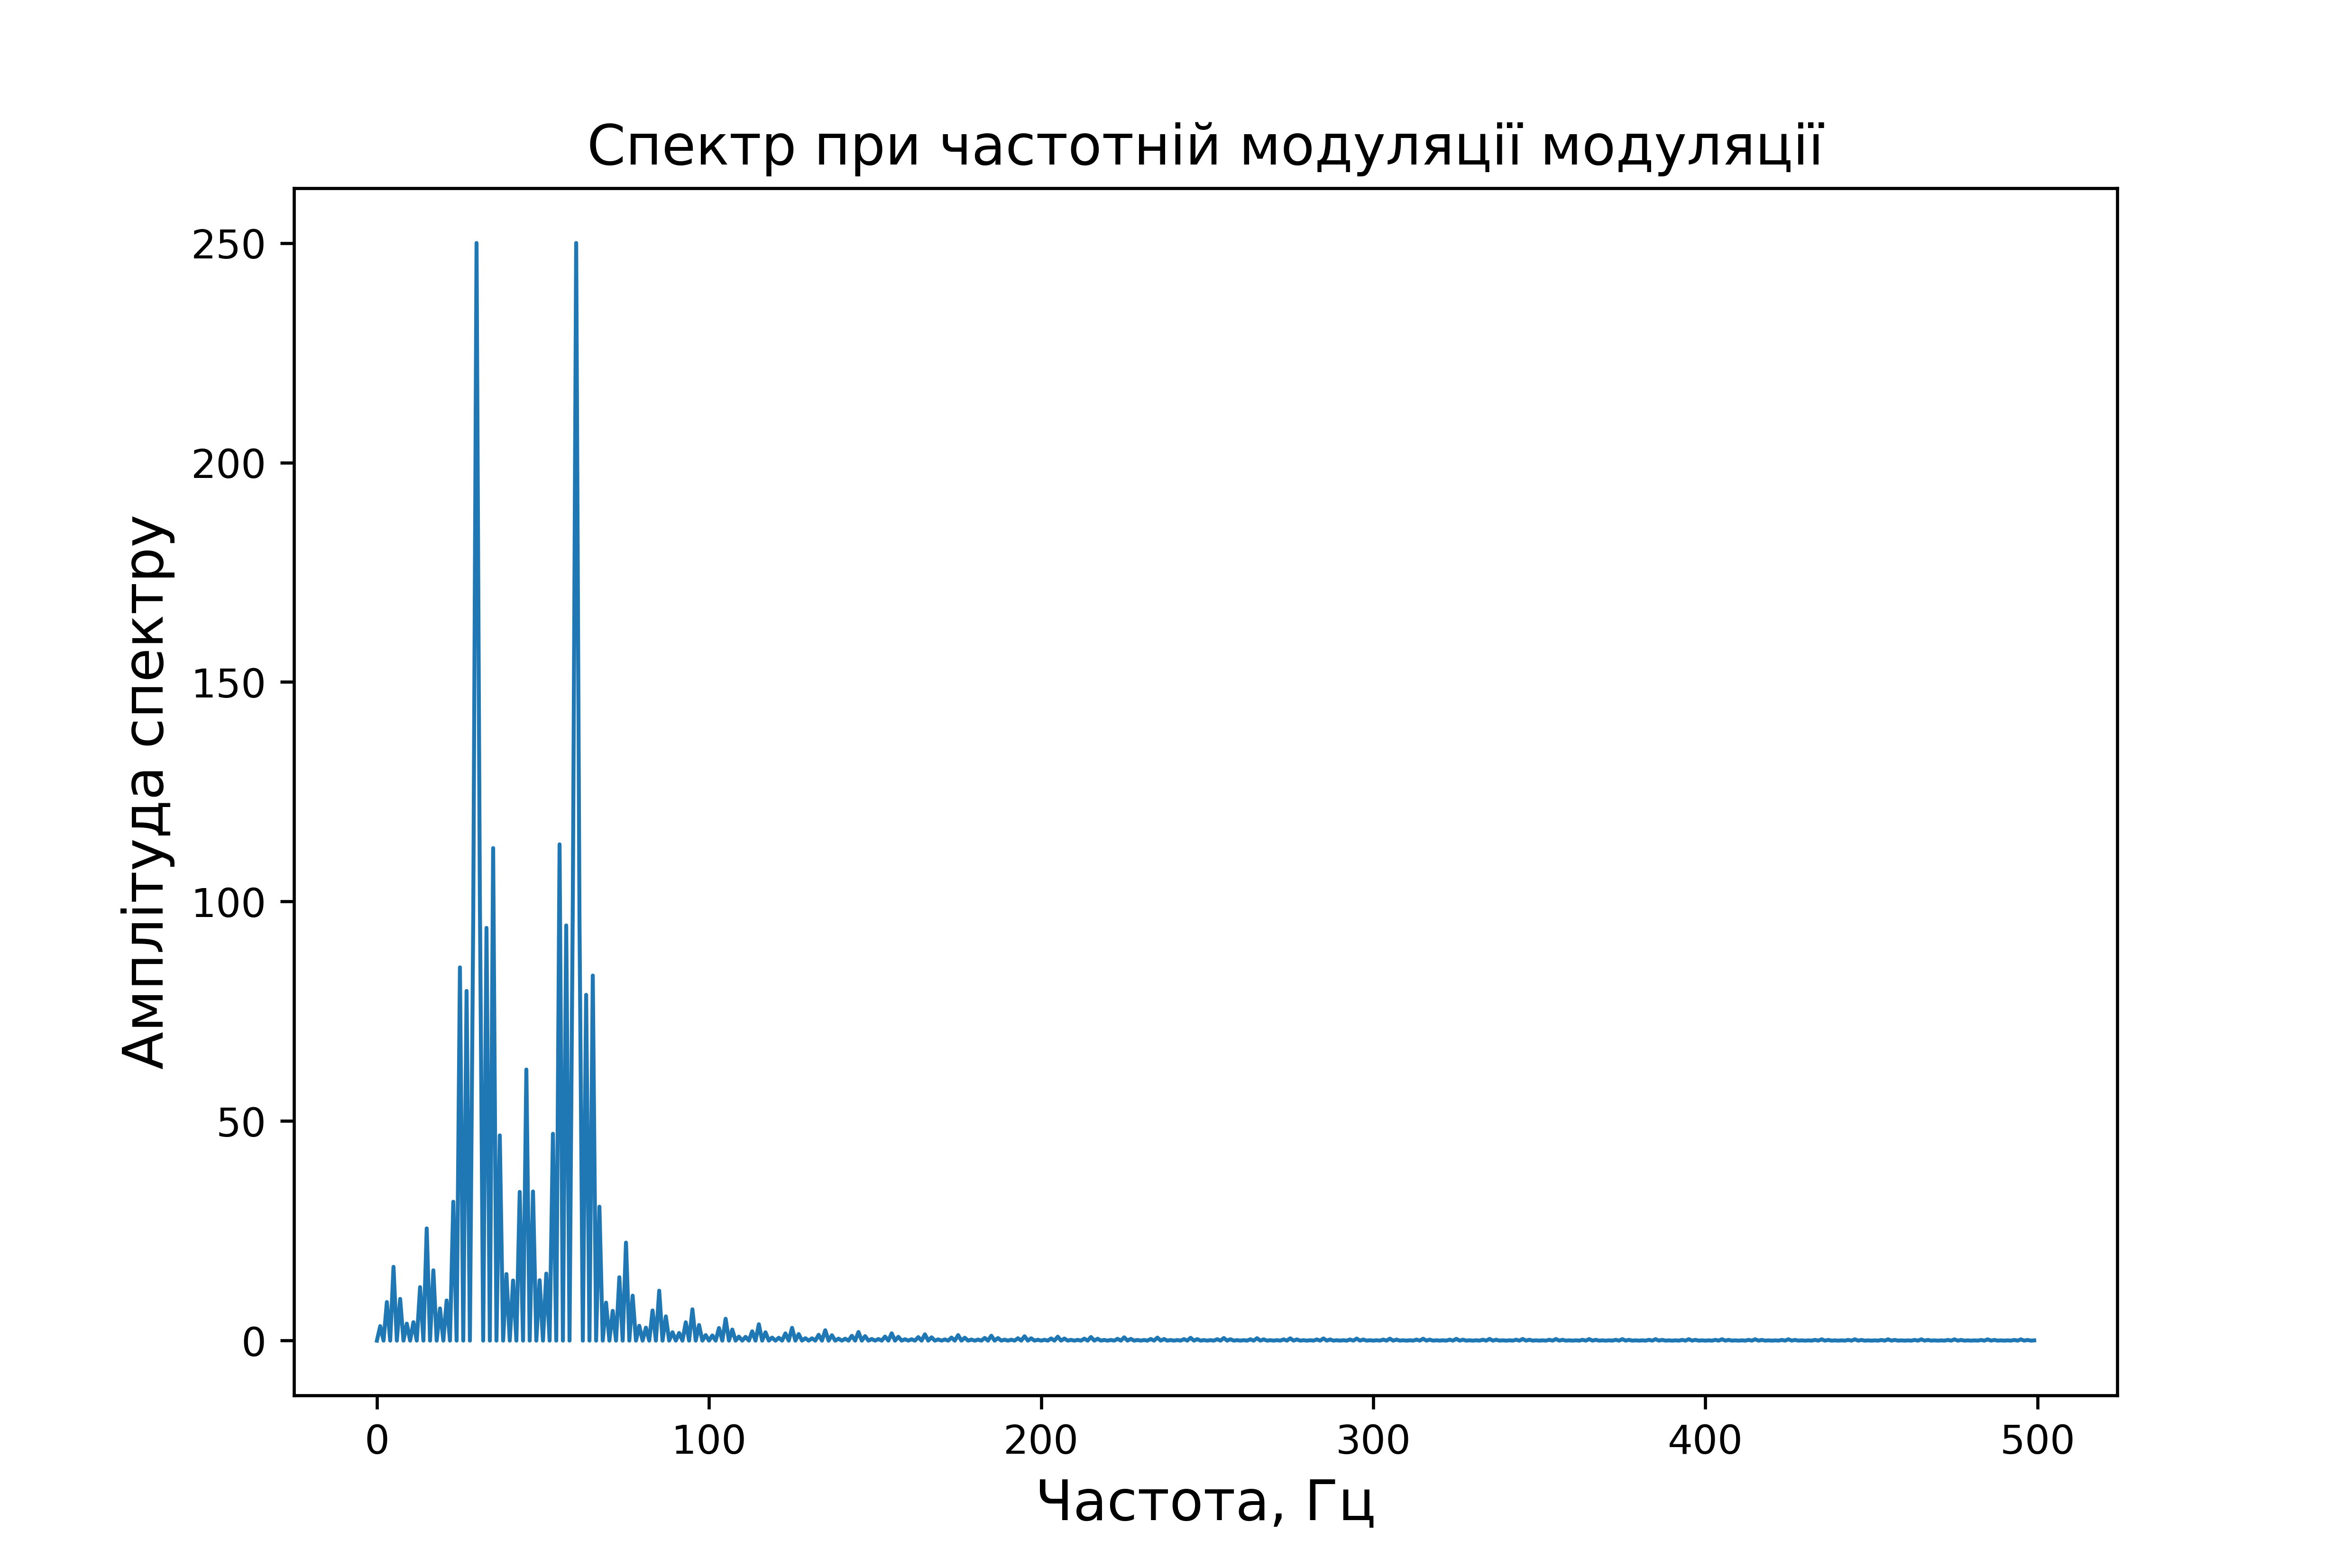 Спектр при частотній модуляції модуляції
Амплітуда спектру
250
200
150
100
50
0
0 100 200 300 400 500
Частота, Гц